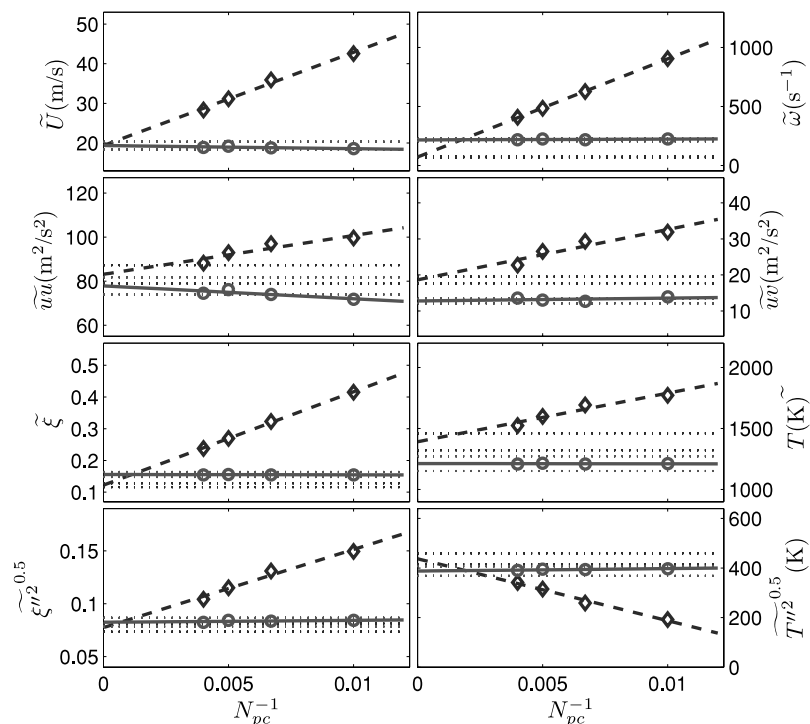 50
40
30
20
Ũ(m/s)
1000
500
0
ω̃(s⁻¹)
120
100
80
60
ũu(m²/s²)
40
30
20
10
0
ũv(m²/s²)
0.5
0.4
0.3
0.2
0.1
ξ̃
2000
1500
1000
T(K)˜
0.15
0.1
0.05
ξ″²˜^0.5
600
400
200
0
T″²˜^0.5 (K)
0 0.005 0.01
0 0.005 0.01
N_pc^−1
N_pc^−1